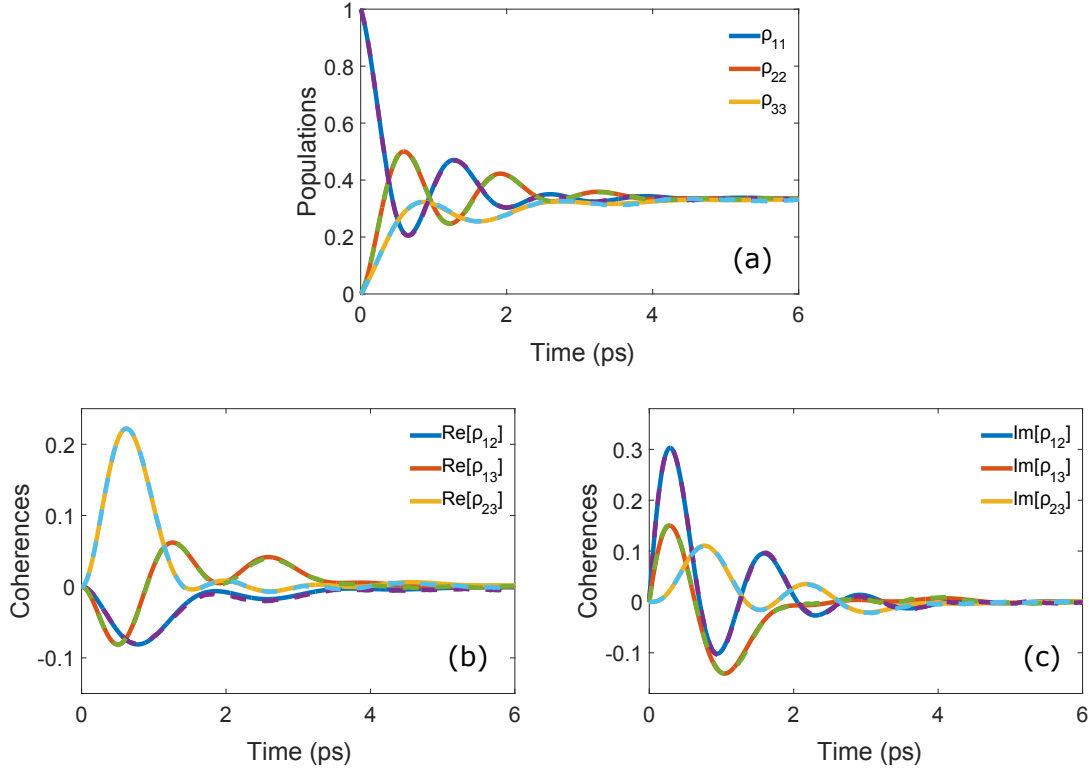 1
0.8
0.6
0.4
0.2
0
Populations
ρ11
ρ22
ρ33
(a)
0 2 4 6
Time (ps)
0.2
0.1
0
-0.1
Coherences
Re[ρ12]
Re[ρ13]
Re[ρ23]
(b)
0 2 4 6
Time (ps)
0.3
0.2
0.1
0
-0.1
Coherences
Im[ρ12]
Im[ρ13]
Im[ρ23]
(c)
0 2 4 6
Time (ps)